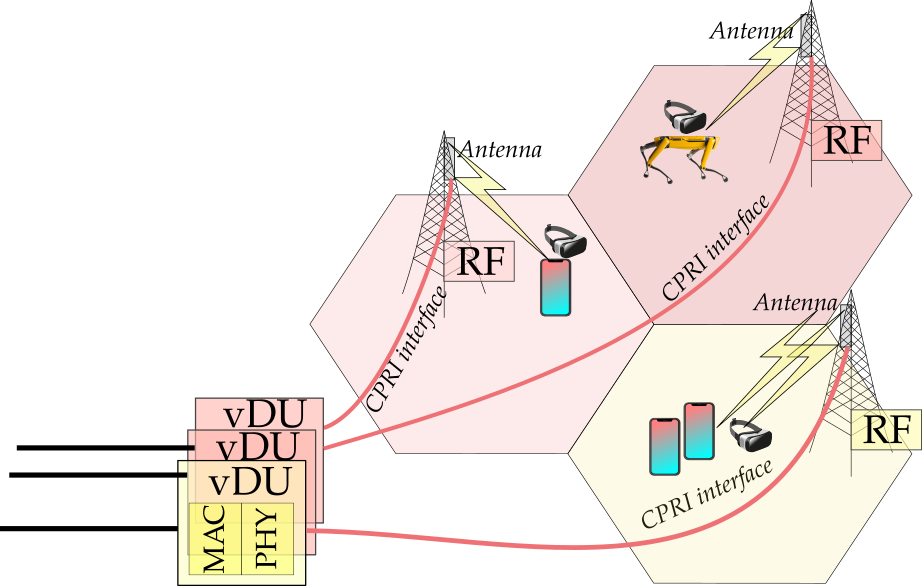 Antenna
RF
CPRI interface
Antenna
RF
CPRI interface
Antenna
RF
CPRI interface
vDU
vDU
vDU
MAC
PHY